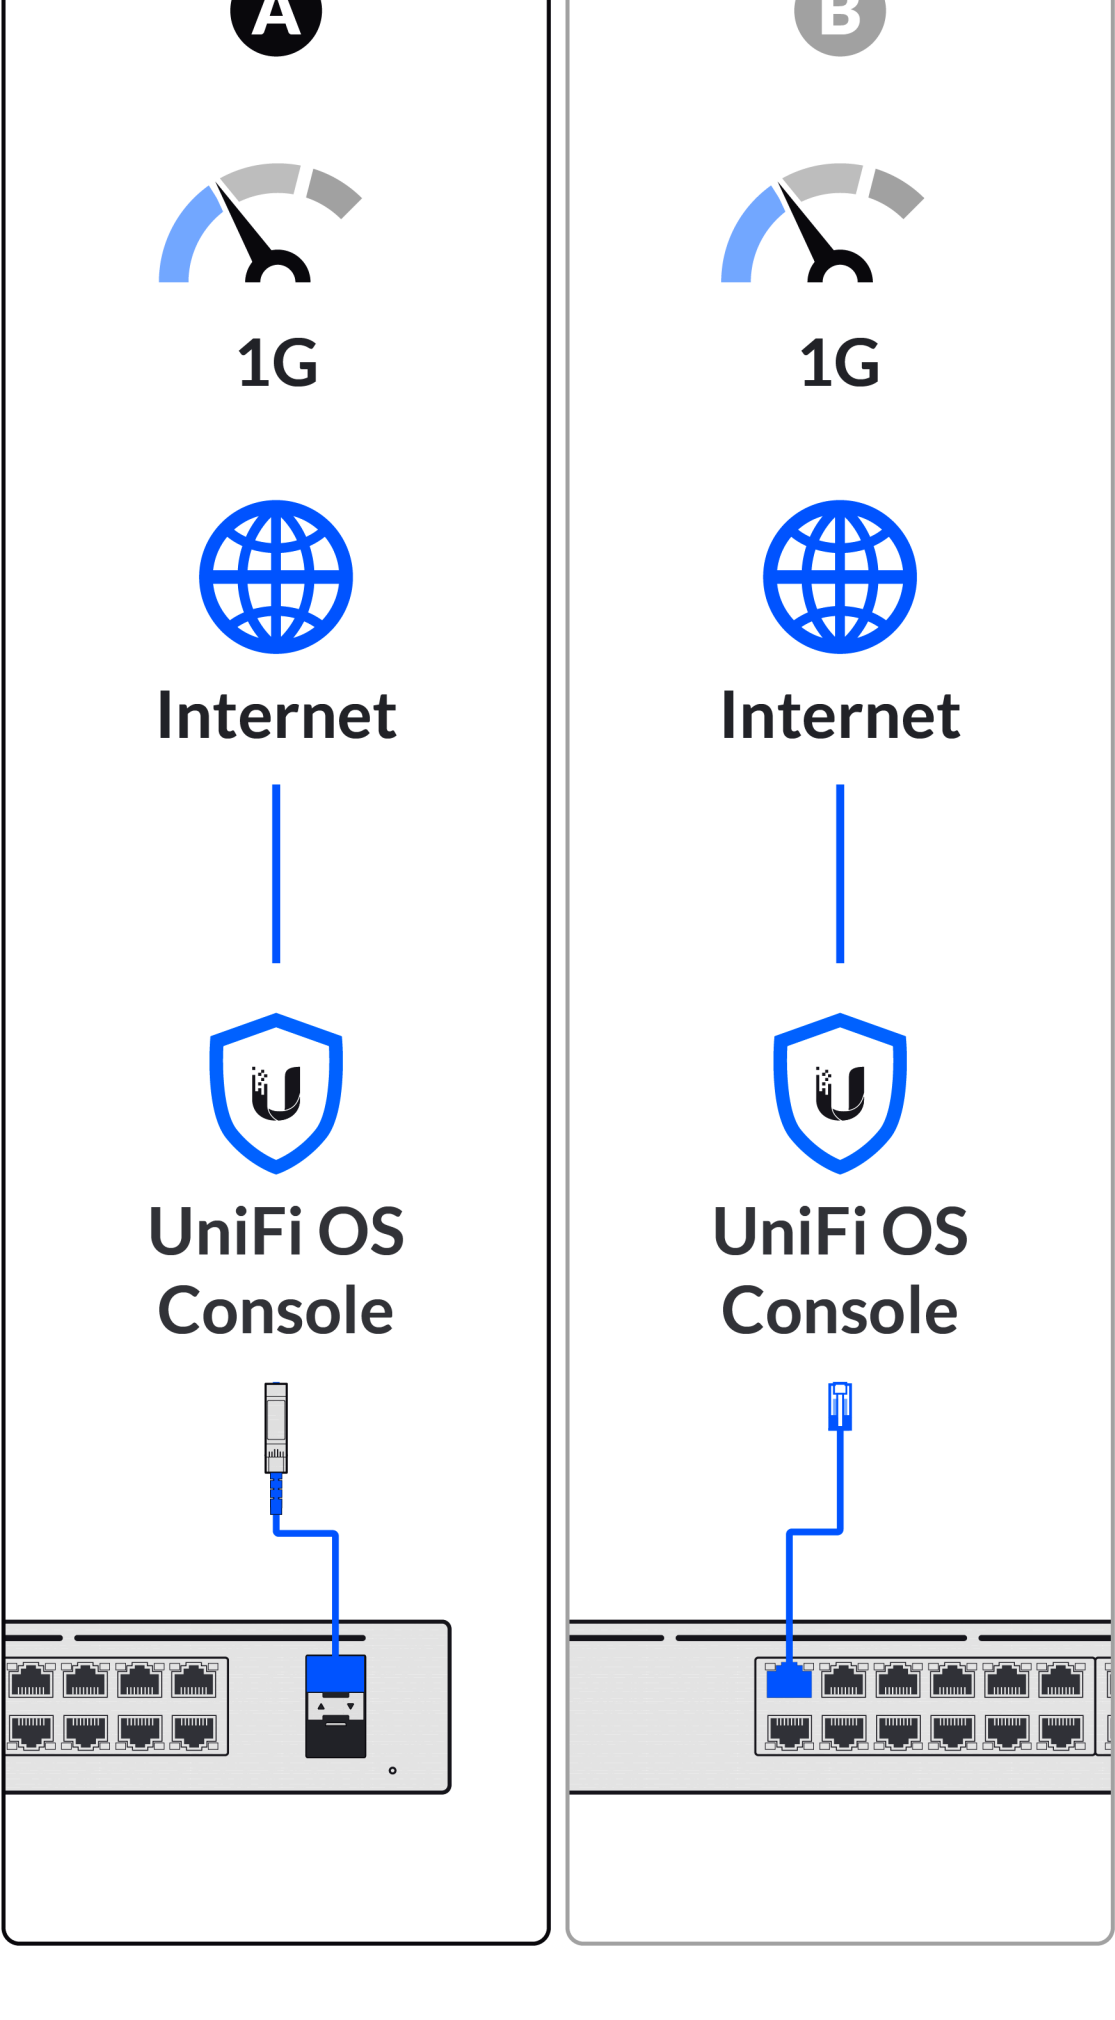 A
1G
Internet
UniFi OS
Console
B
1G
Internet
UniFi OS
Console